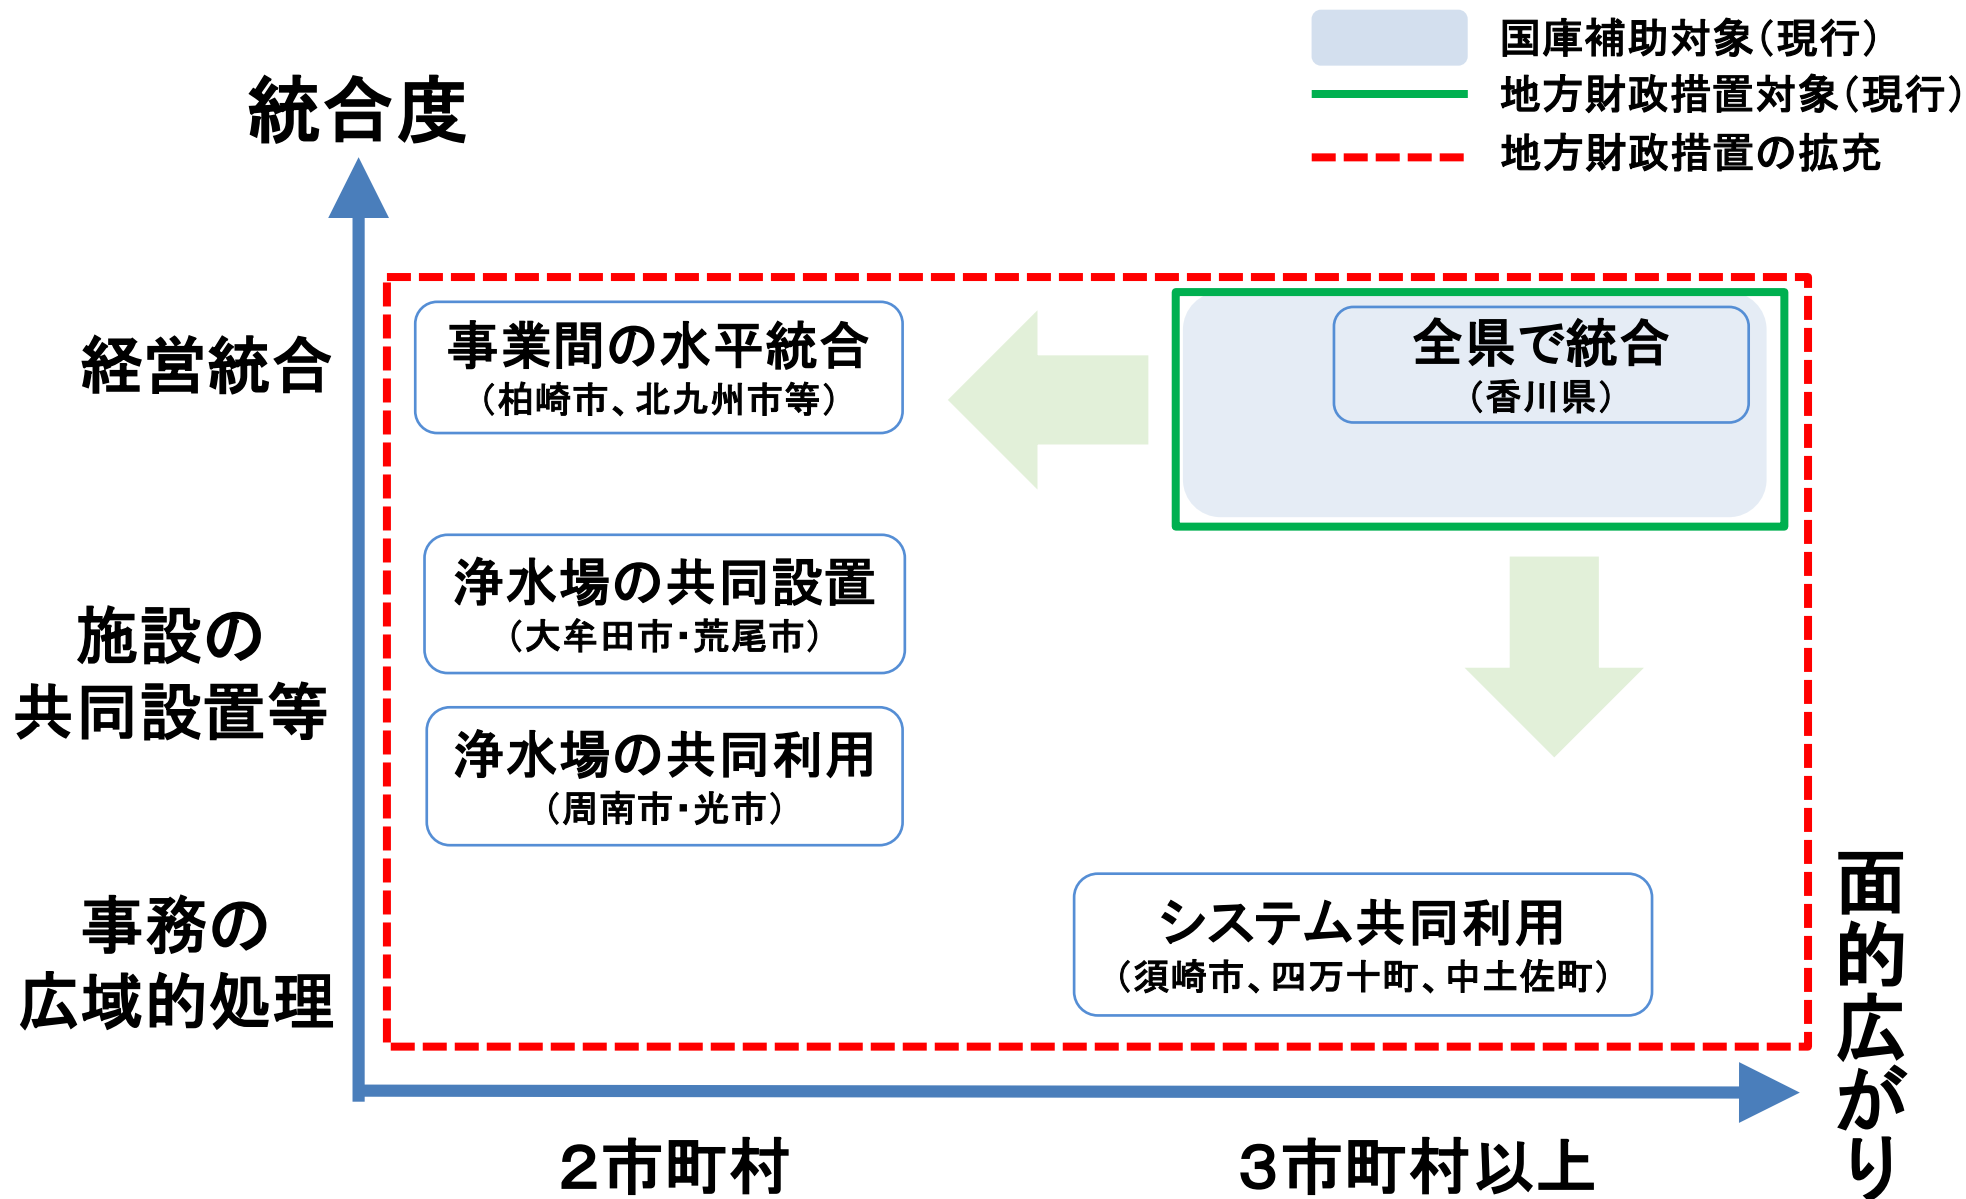 国庫補助対象（現行）
地方財政措置対象（現行）
地方財政措置の拡充
統合度
経営統合
事業間の水平統合
（柏崎市、北九州市等）
全県で統合
（香川県）
施設の
共同設置等
浄水場の共同設置
（大牟田市・荒尾市）
浄水場の共同利用
（周南市・光市）
事務の
広域的処理
システム共同利用
（須崎市、四万十町、中土佐町）
面的広がり
２市町村
３市町村以上